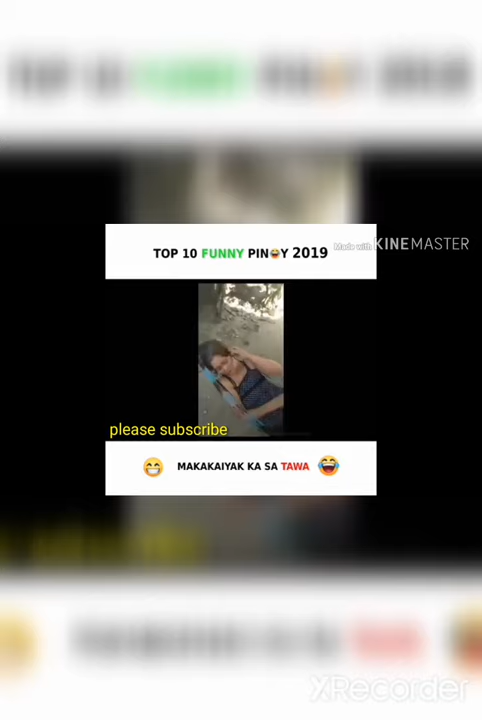 TOP 10 FUNNY PIN😂Y 2019
Made with KINEMASTER
please subscribe
😁 MAKAKAIYAK KA SA TAWA 😂
XRecorder